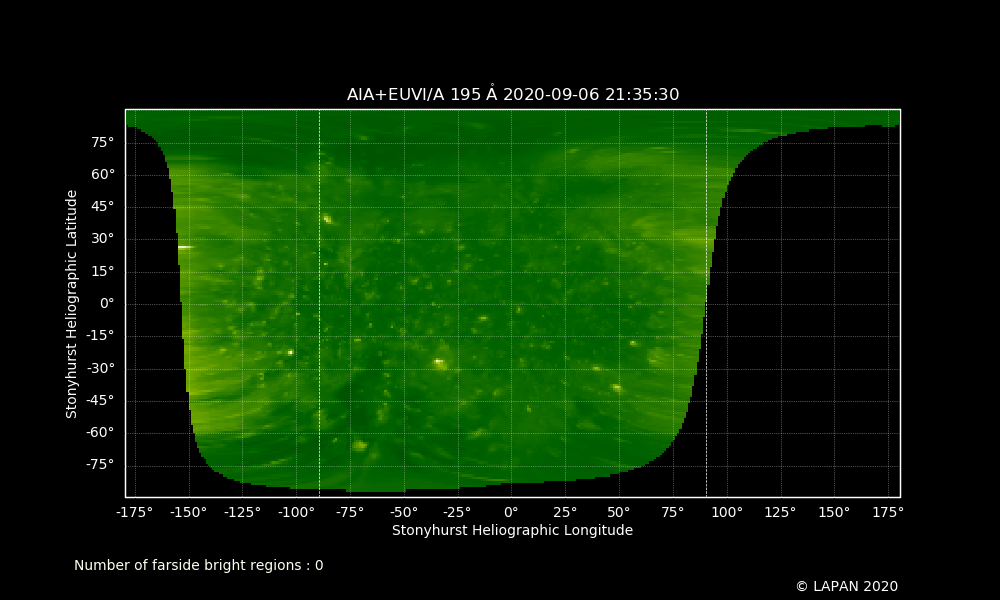 AIA+EUVI/A 195 Å 2020-09-06 21:35:30
75°
60°
45°
30°
15°
0°
-15°
-30°
-45°
-60°
-75°
Stonyhurst Heliographic Latitude
-175° -150° -125° -100° -75° -50° -25° 0° 25° 50° 75° 100° 125° 150° 175°
Stonyhurst Heliographic Longitude
Number of farside bright regions : 0
© LAPAN 2020